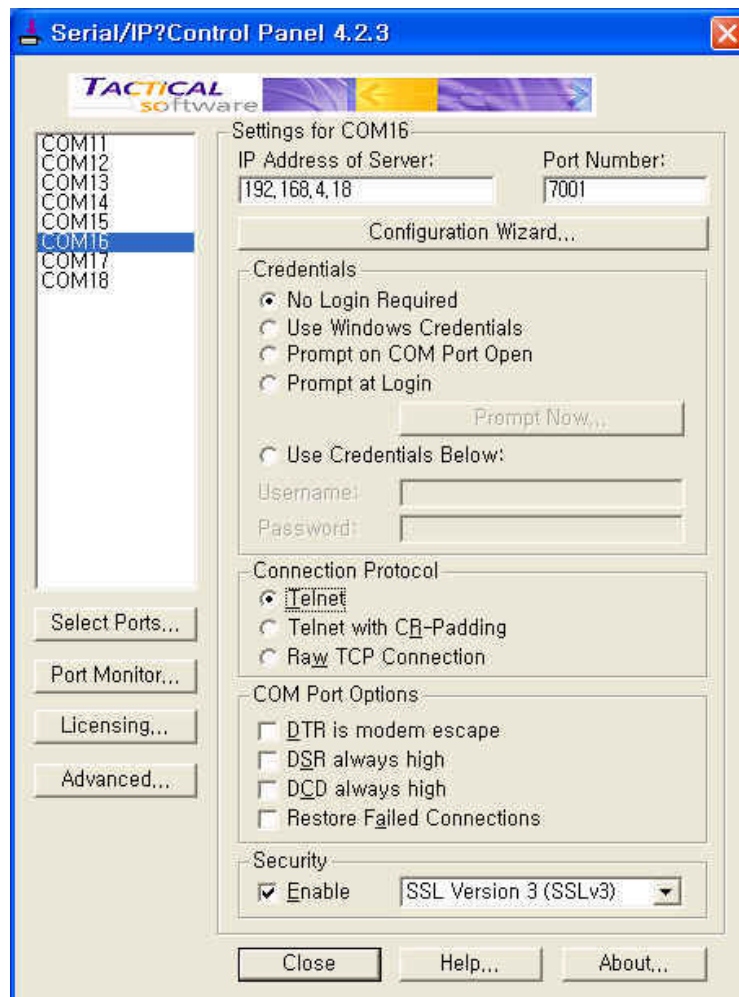 Serial/IP?Control Panel 4.2.3
TACTICAL
software
COM11
COM12
COM13
COM14
COM15
COM16
COM17
COM18
Select Ports...
Port Monitor...
Licensing...
Advanced...
Settings for COM16
IP Address of Server: Port Number:
192.168.4.18 7001
Configuration Wizard...
Credentials
No Login Required
Use Windows Credentials
Prompt on COM Port Open
Prompt at Login
Prompt Now...
Use Credentials Below:
Username:
Password:
Connection Protocol
Telnet
Telnet with CR-Padding
Raw TCP Connection
COM Port Options
DTR is modem escape
DSR always high
DCD always high
Restore Failed Connections
Security
Enable SSL Version 3 (SSLv3)
Close Help... About...